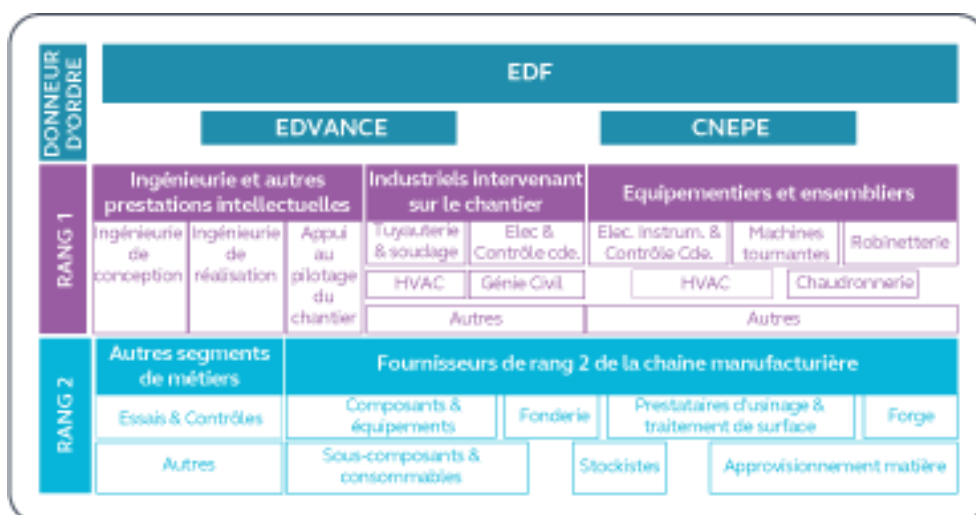 DONNEUR
D'ORDRE
EDF
EDVANCE
CNEPE
RANG 1
Ingénieurie et autres
prestations intellectuelles
Industriels intervenant
sur le chantier
Equipementiers et ensembliers
Ingénieurie
de
conception
Ingénieurie
de
réalisation
Appui
au
pilotage
du
chantier
Tuyauterie
& soudage
Elec &
Contrôle cde.
HVAC
Génie Civil
Autres
Elec. Instrum. &
Contrôle Cde.
Machines
tournantes
Robinetterie
HVAC
Chaudronnerie
Autres
RANG 2
Autres segments
de métiers
Fournisseurs de rang 2 de la chaine manufacturière
Essais & Contrôles
Composants &
équipements
Fonderie
Prestataires d'usinage &
traitement de surface
Forge
Autres
Sous-composants &
consommables
Stockistes
Approvisionnement matière